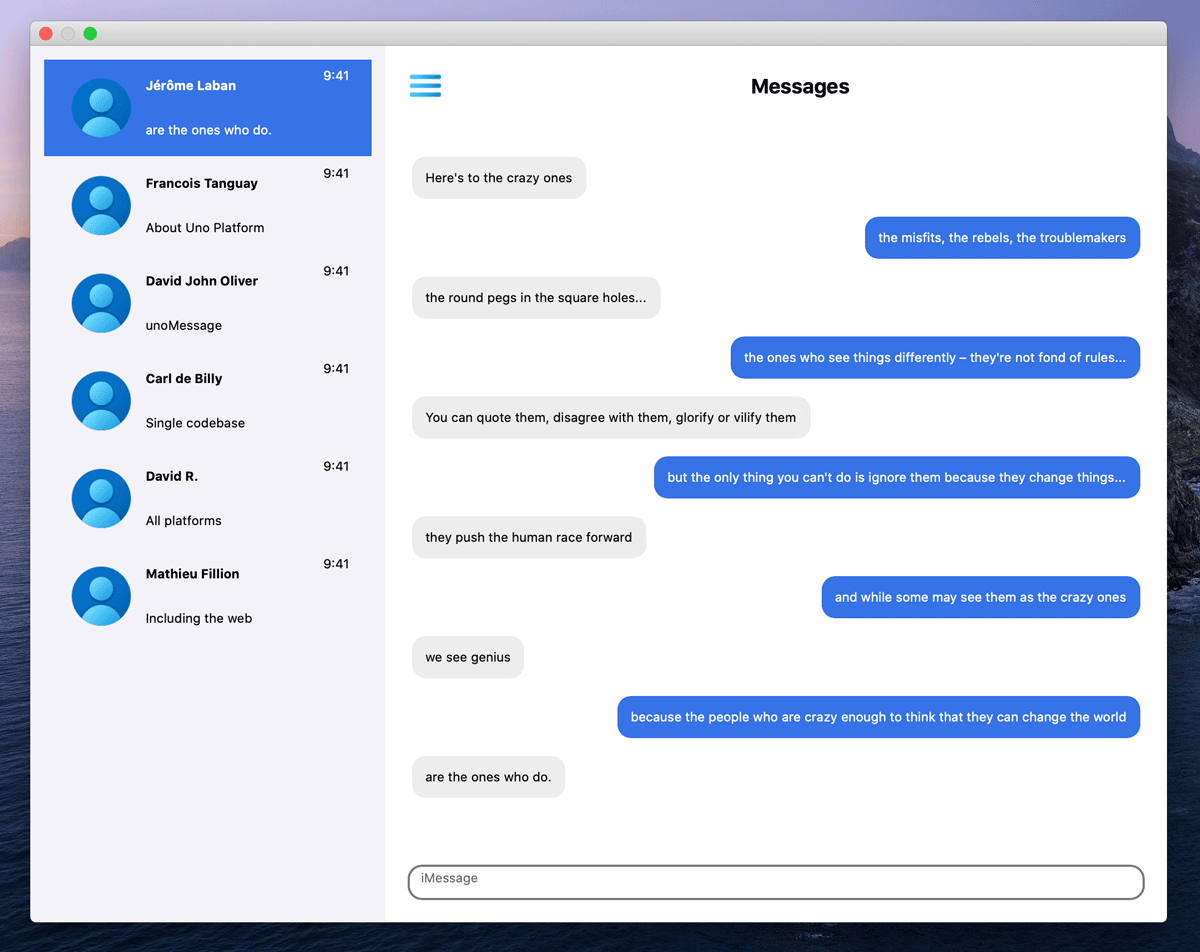 Jérôme Laban
9:41
are the ones who do.
Francois Tanguay
9:41
About Uno Platform
David John Oliver
9:41
unoMessage
Carl de Billy
9:41
Single codebase
David R.
9:41
All platforms
Mathieu Fillion
9:41
Including the web
Messages
Here's to the crazy ones
the misfits, the rebels, the troublemakers
the round pegs in the square holes...
the ones who see things differently – they're not fond of rules...
You can quote them, disagree with them, glorify or vilify them
but the only thing you can't do is ignore them because they change things...
they push the human race forward
and while some may see them as the crazy ones
we see genius
because the people who are crazy enough to think that they can change the world
are the ones who do.
iMessage